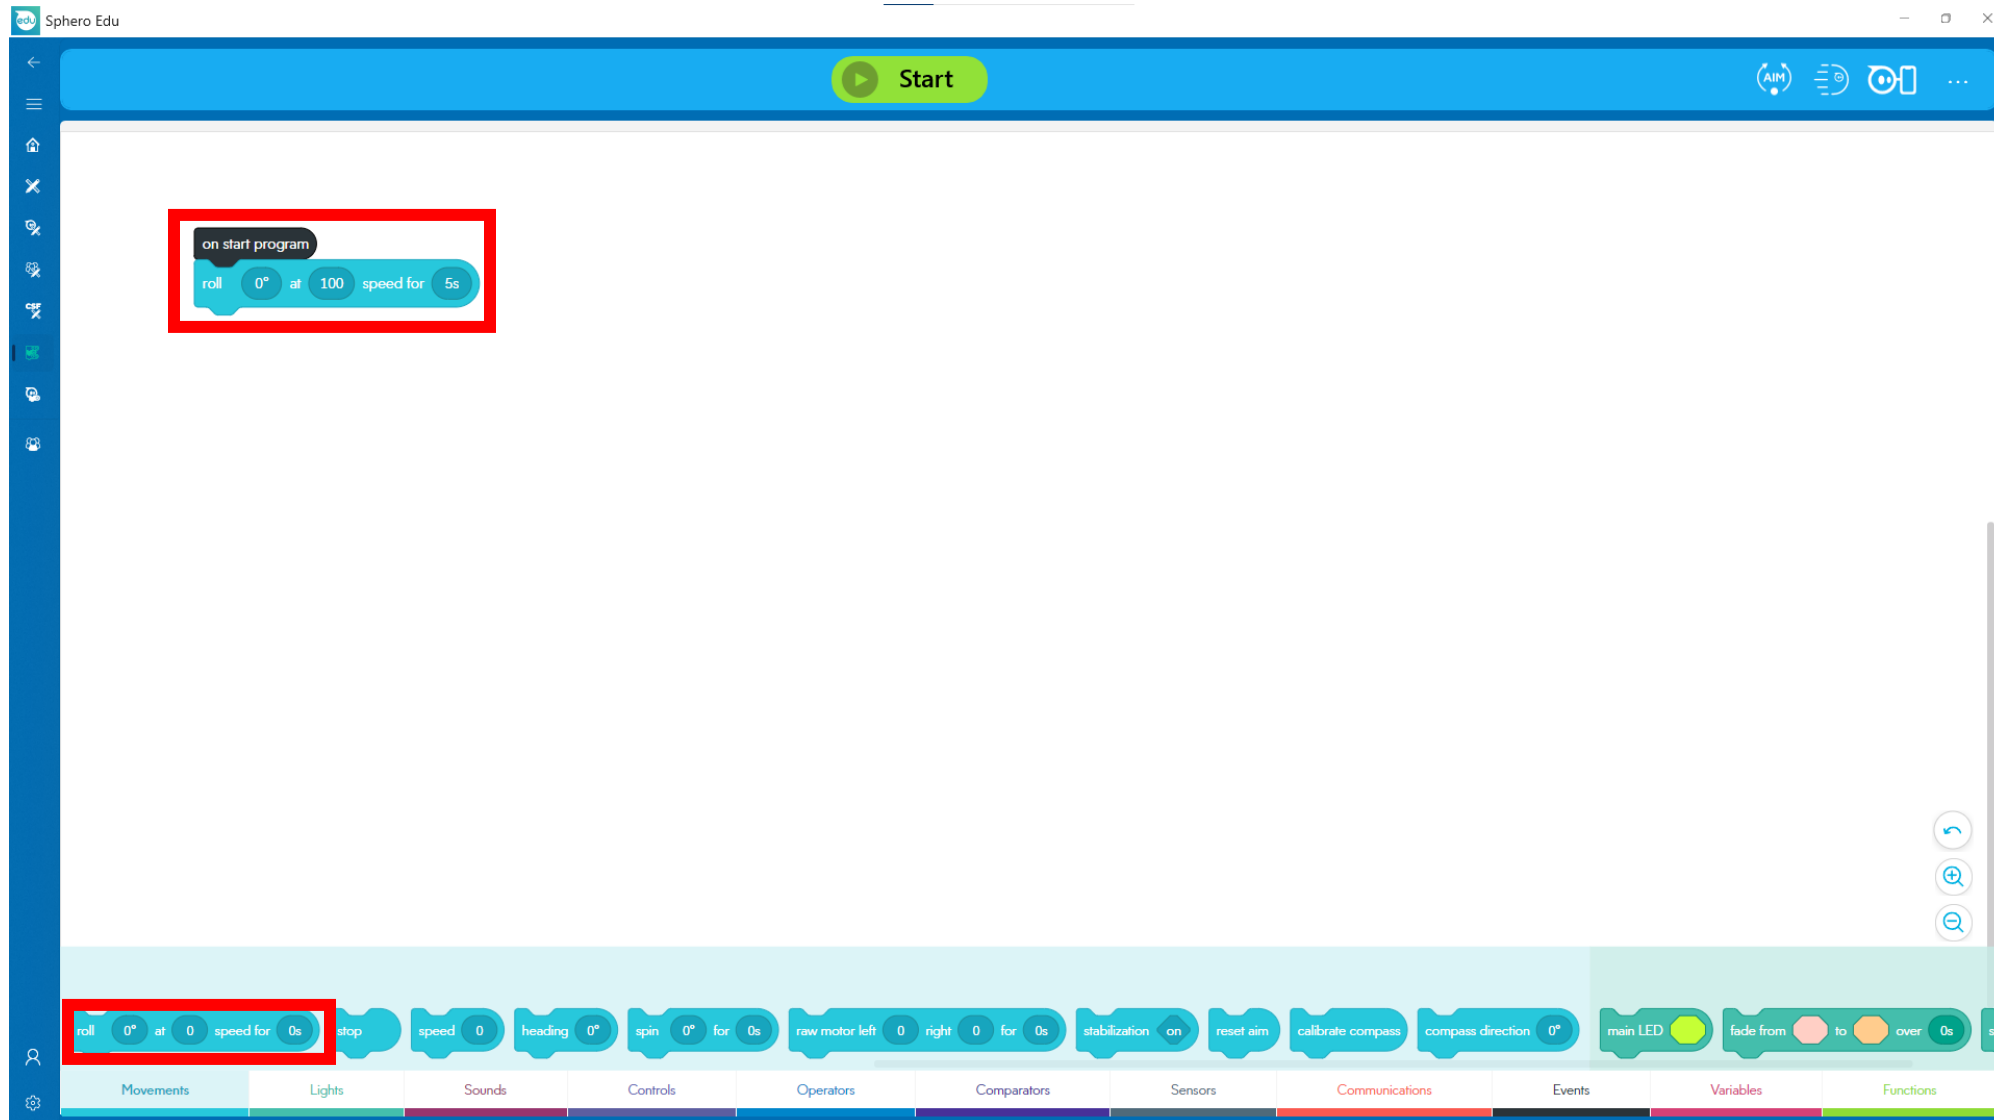 edu Sphero Edu
Start
AIM
...
CSF
on start program
roll 0° at 100 speed for 5s
roll 0° at 0 speed for 0s stop speed 0 heading 0° spin 0° for 0s raw motor left 0 right 0 for 0s stabilization on reset aim calibrate compass compass direction 0° main LED fade from to over 0s s
Movements Lights Sounds Controls Operators Comparators Sensors Communications Events Variables Functions